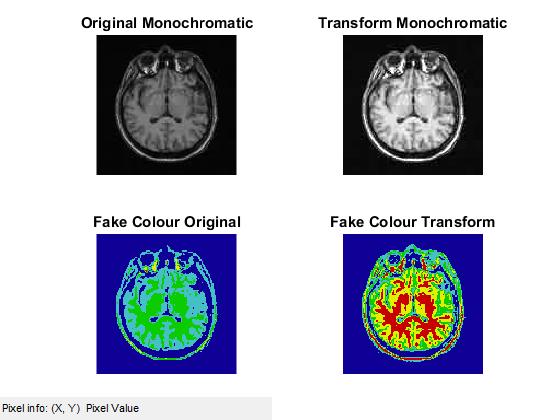 Original Monochromatic
Transform Monochromatic
Fake Colour Original
Fake Colour Transform
Pixel info: (X, Y)  Pixel Value